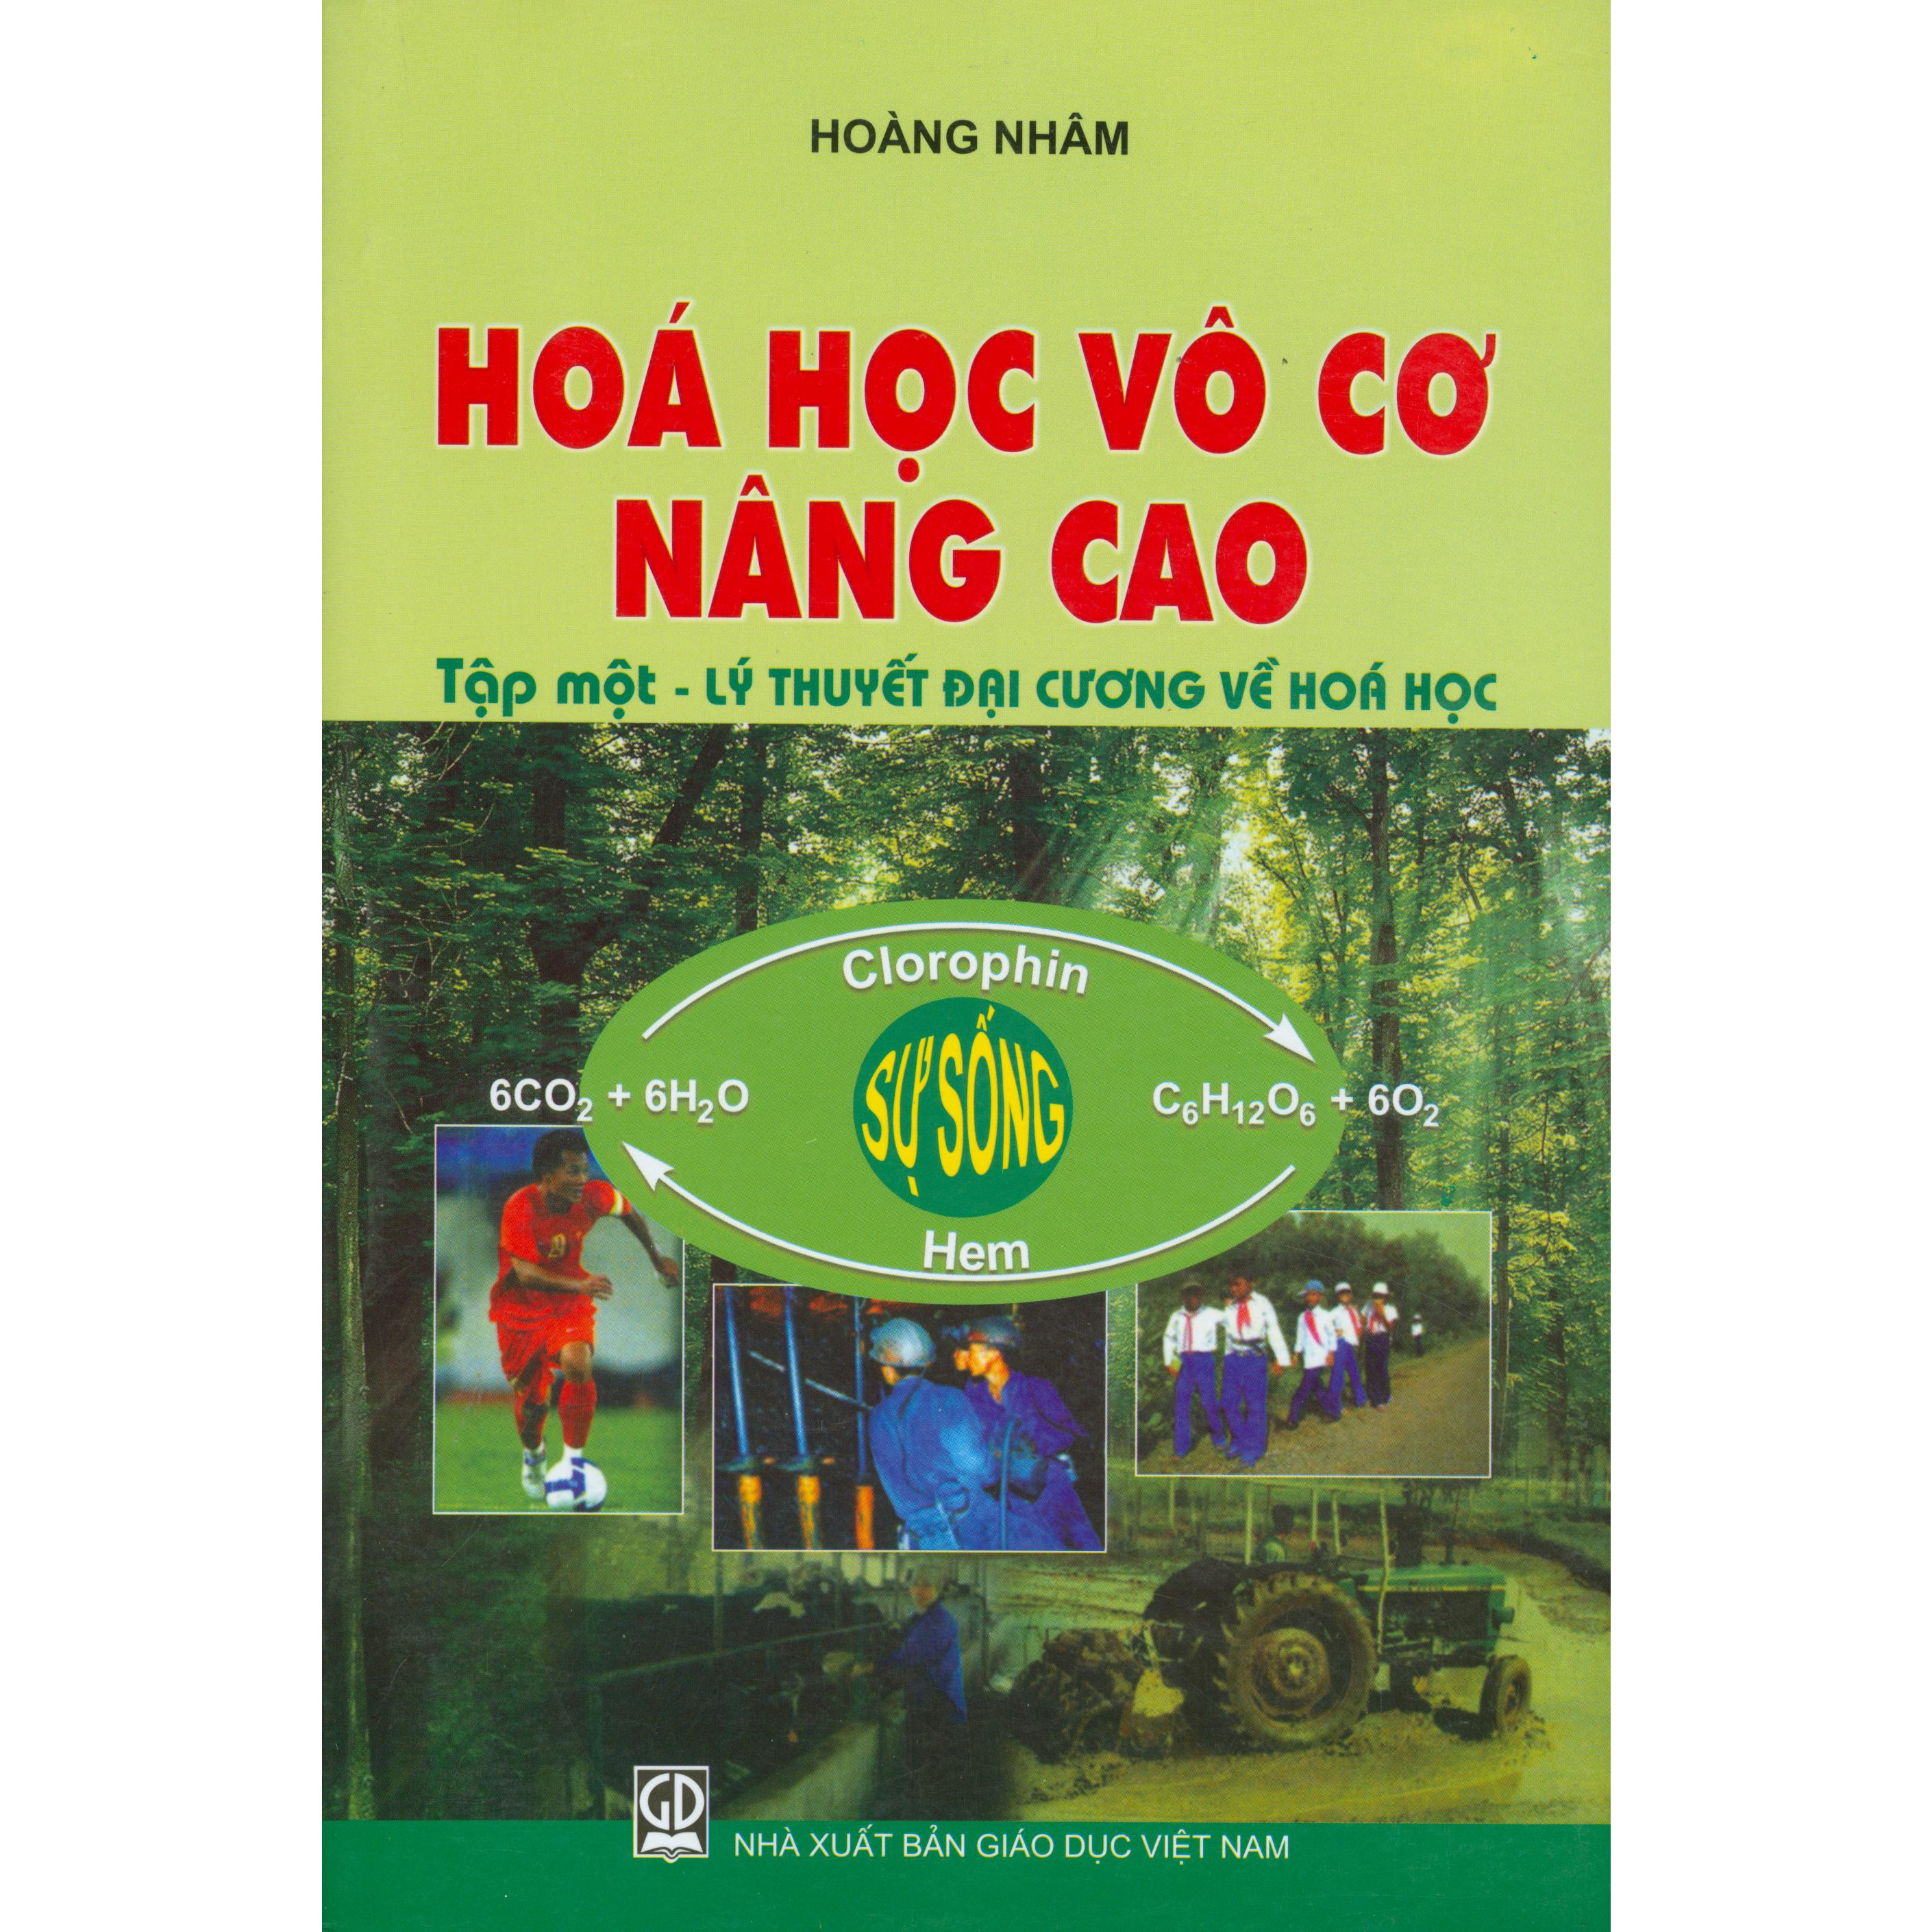 HOÀNG NHÂM
HOÁ HỌC VÔ CƠ
NÂNG CAO
Tập một - LÝ THUYẾT ĐẠI CƯƠNG VỀ HOÁ HỌC
Clorophin
SỰ SỐNG
6CO₂ + 6H₂O
C₆H₁₂O₆ + 6O₂
Hem
GD
NHÀ XUẤT BẢN GIÁO DỤC VIỆT NAM